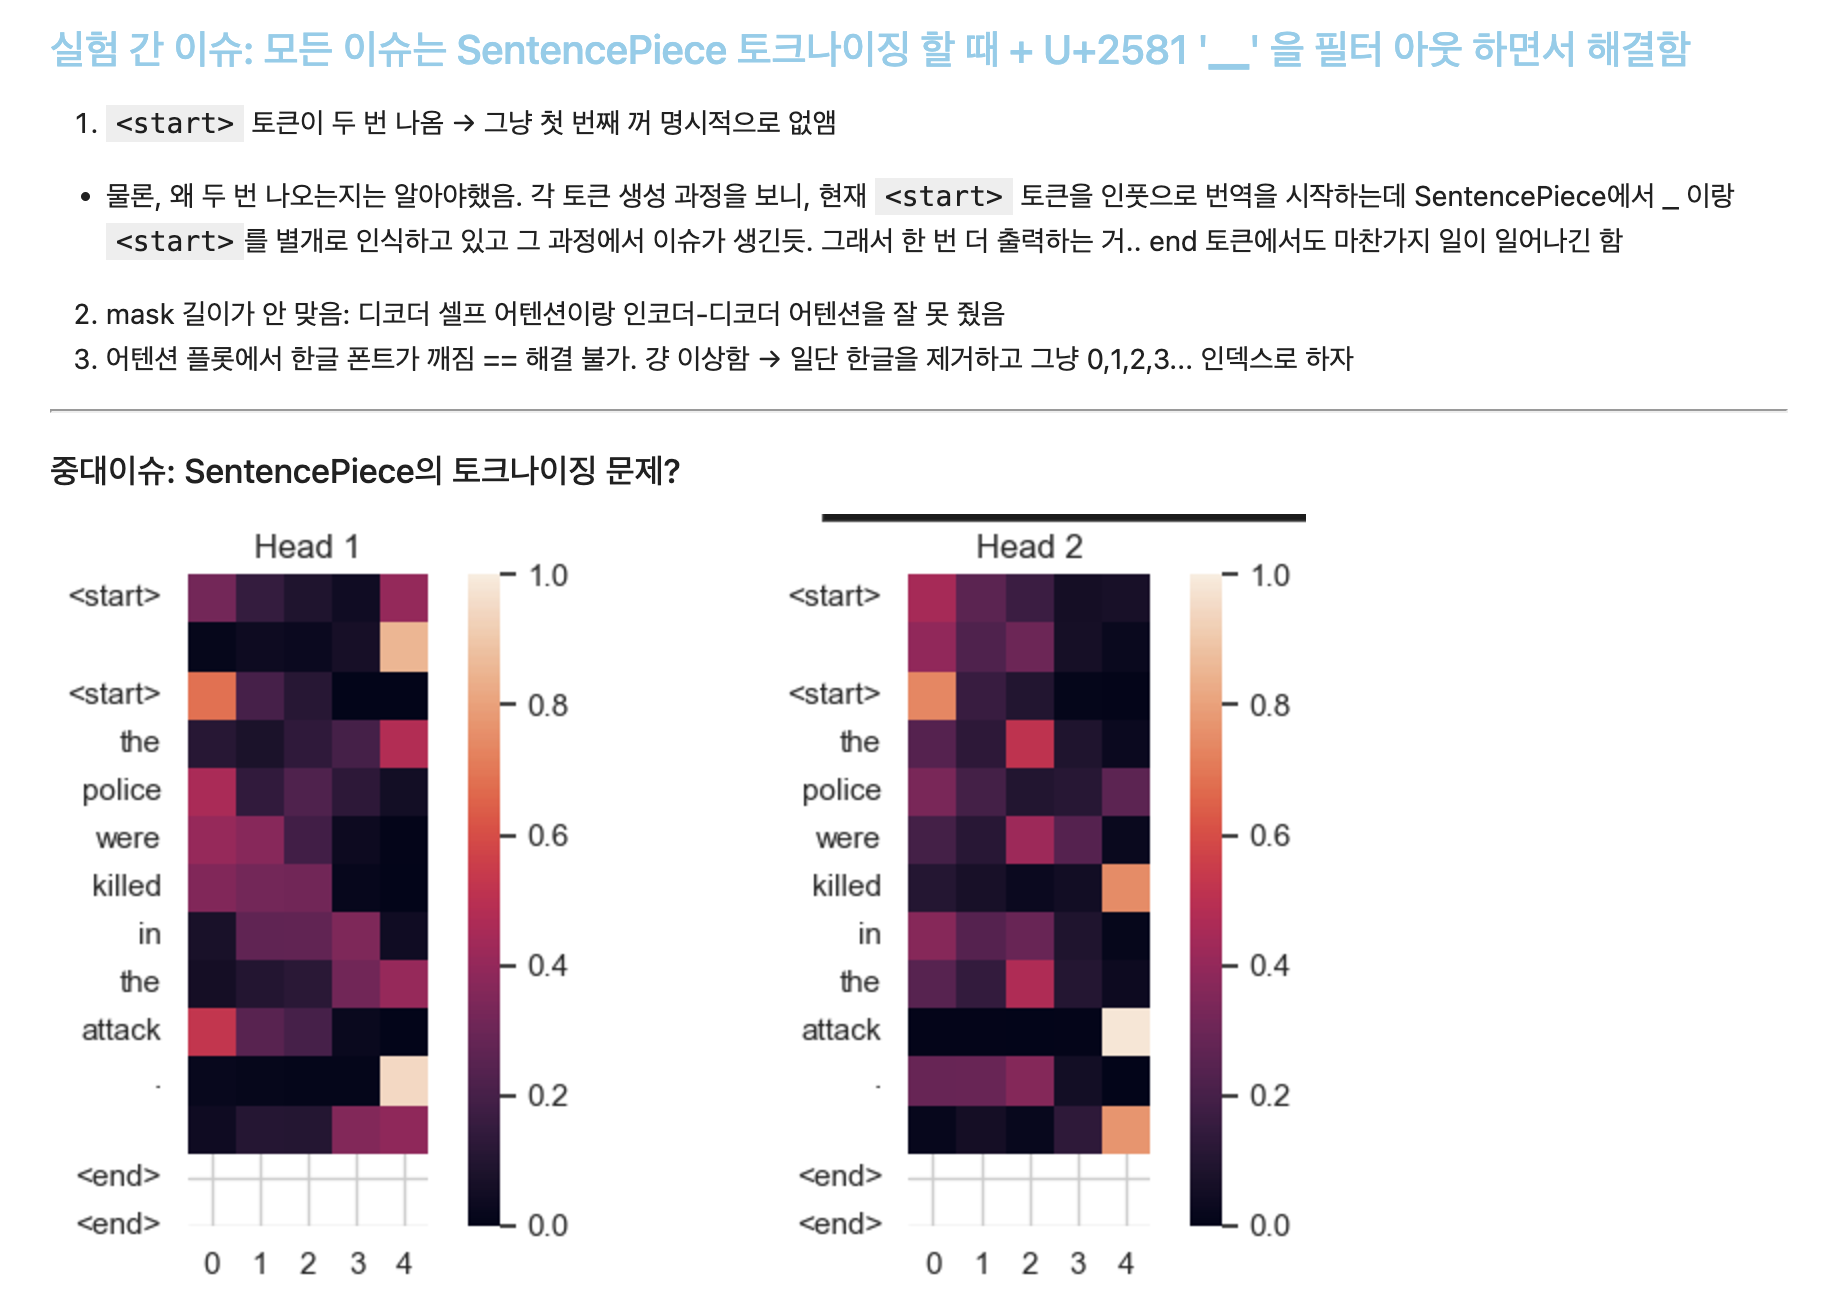 실험 간 이슈: 모든 이슈는 SentencePiece 토크나이징 할 때 + U+2581 '▁' 을 필터 아웃 하면서 해결함
1. <start> 토큰이 두 번 나옴 → 그냥 첫 번째 꺼 명시적으로 없앰
• 물론, 왜 두 번 나오는지는 알아야했음. 각 토큰 생성 과정을 보니, 현재 <start> 토큰을 인풋으로 번역을 시작하는데 SentencePiece에서 _ 이랑
<start>를 별개로 인식하고 있고 그 과정에서 이슈가 생긴듯. 그래서 한 번 더 출력하는 거.. end 토큰에서도 마찬가지 일이 일어나긴 함
2. mask 길이가 안 맞음: 디코더 셀프 어텐션이랑 인코더-디코더 어텐션을 잘 못 줬음
3. 어텐션 플롯에서 한글 폰트가 깨짐 == 해결 불가. 걍 이상함 → 일단 한글을 제거하고 그냥 0,1,2,3... 인덱스로 하자
중대이슈: SentencePiece의 토크나이징 문제?
Head 1
<start>
<start>
the
police
were
killed
in
the
attack
.
<end>
<end>
0 1 2 3 4
1.0
0.8
0.6
0.4
0.2
0.0
Head 2
<start>
<start>
the
police
were
killed
in
the
attack
.
<end>
<end>
0 1 2 3 4
1.0
0.8
0.6
0.4
0.2
0.0